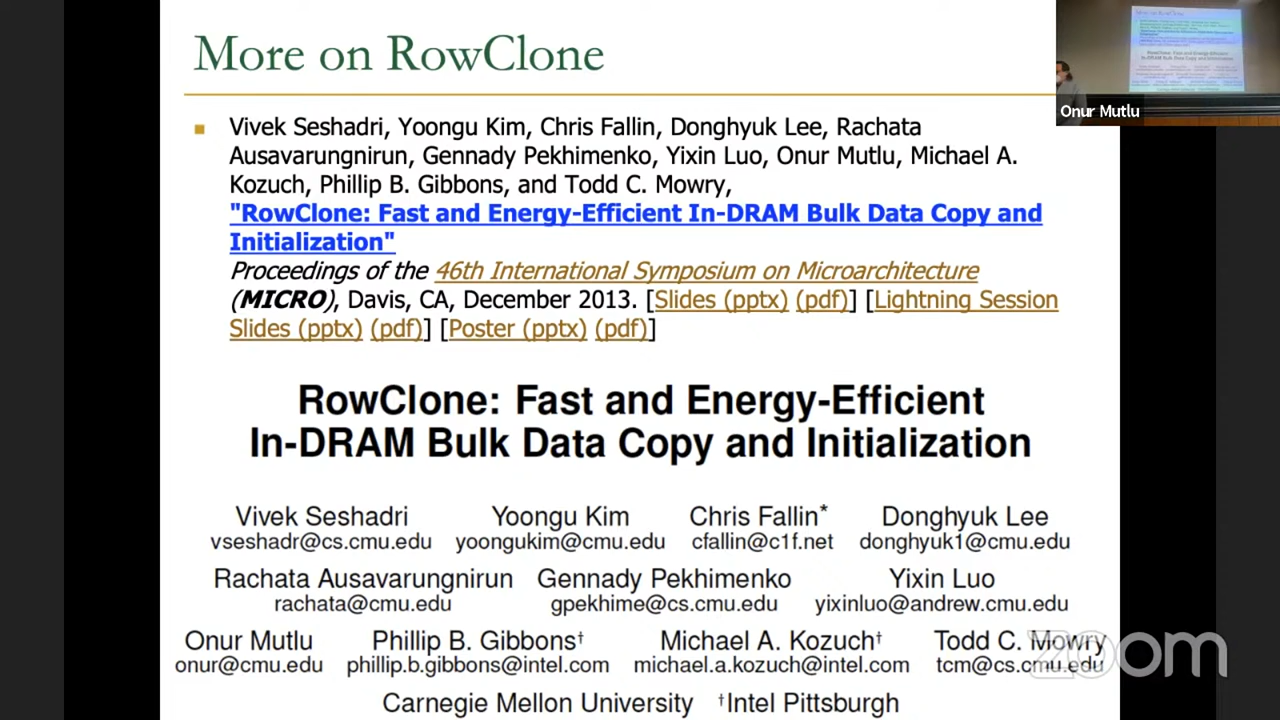 More on RowClone
Onur Mutlu
Vivek Seshadri, Yoongu Kim, Chris Fallin, Donghyuk Lee, Rachata
Ausavarungnirun, Gennady Pekhimenko, Yixin Luo, Onur Mutlu, Michael A.
Kozuch, Phillip B. Gibbons, and Todd C. Mowry,
"RowClone: Fast and Energy-Efficient In-DRAM Bulk Data Copy and
Initialization"
Proceedings of the 46th International Symposium on Microarchitecture
(MICRO), Davis, CA, December 2013. [Slides (pptx) (pdf)] [Lightning Session
Slides (pptx) (pdf)] [Poster (pptx) (pdf)]
RowClone: Fast and Energy-Efficient
In-DRAM Bulk Data Copy and Initialization
Vivek Seshadri Yoongu Kim Chris Fallin* Donghyuk Lee
vseshadr@cs.cmu.edu yoongukim@cmu.edu cfallin@c1f.net donghyuk1@cmu.edu
Rachata Ausavarungnirun Gennady Pekhimenko Yixin Luo
rachata@cmu.edu gpekhime@cs.cmu.edu yixinluo@andrew.cmu.edu
Onur Mutlu Phillip B. Gibbons† Michael A. Kozuch† Todd C. Mowry
onur@cmu.edu phillip.b.gibbons@intel.com michael.a.kozuch@intel.com tcm@cs.cmu.edu
zoom
Carnegie Mellon University †Intel Pittsburgh